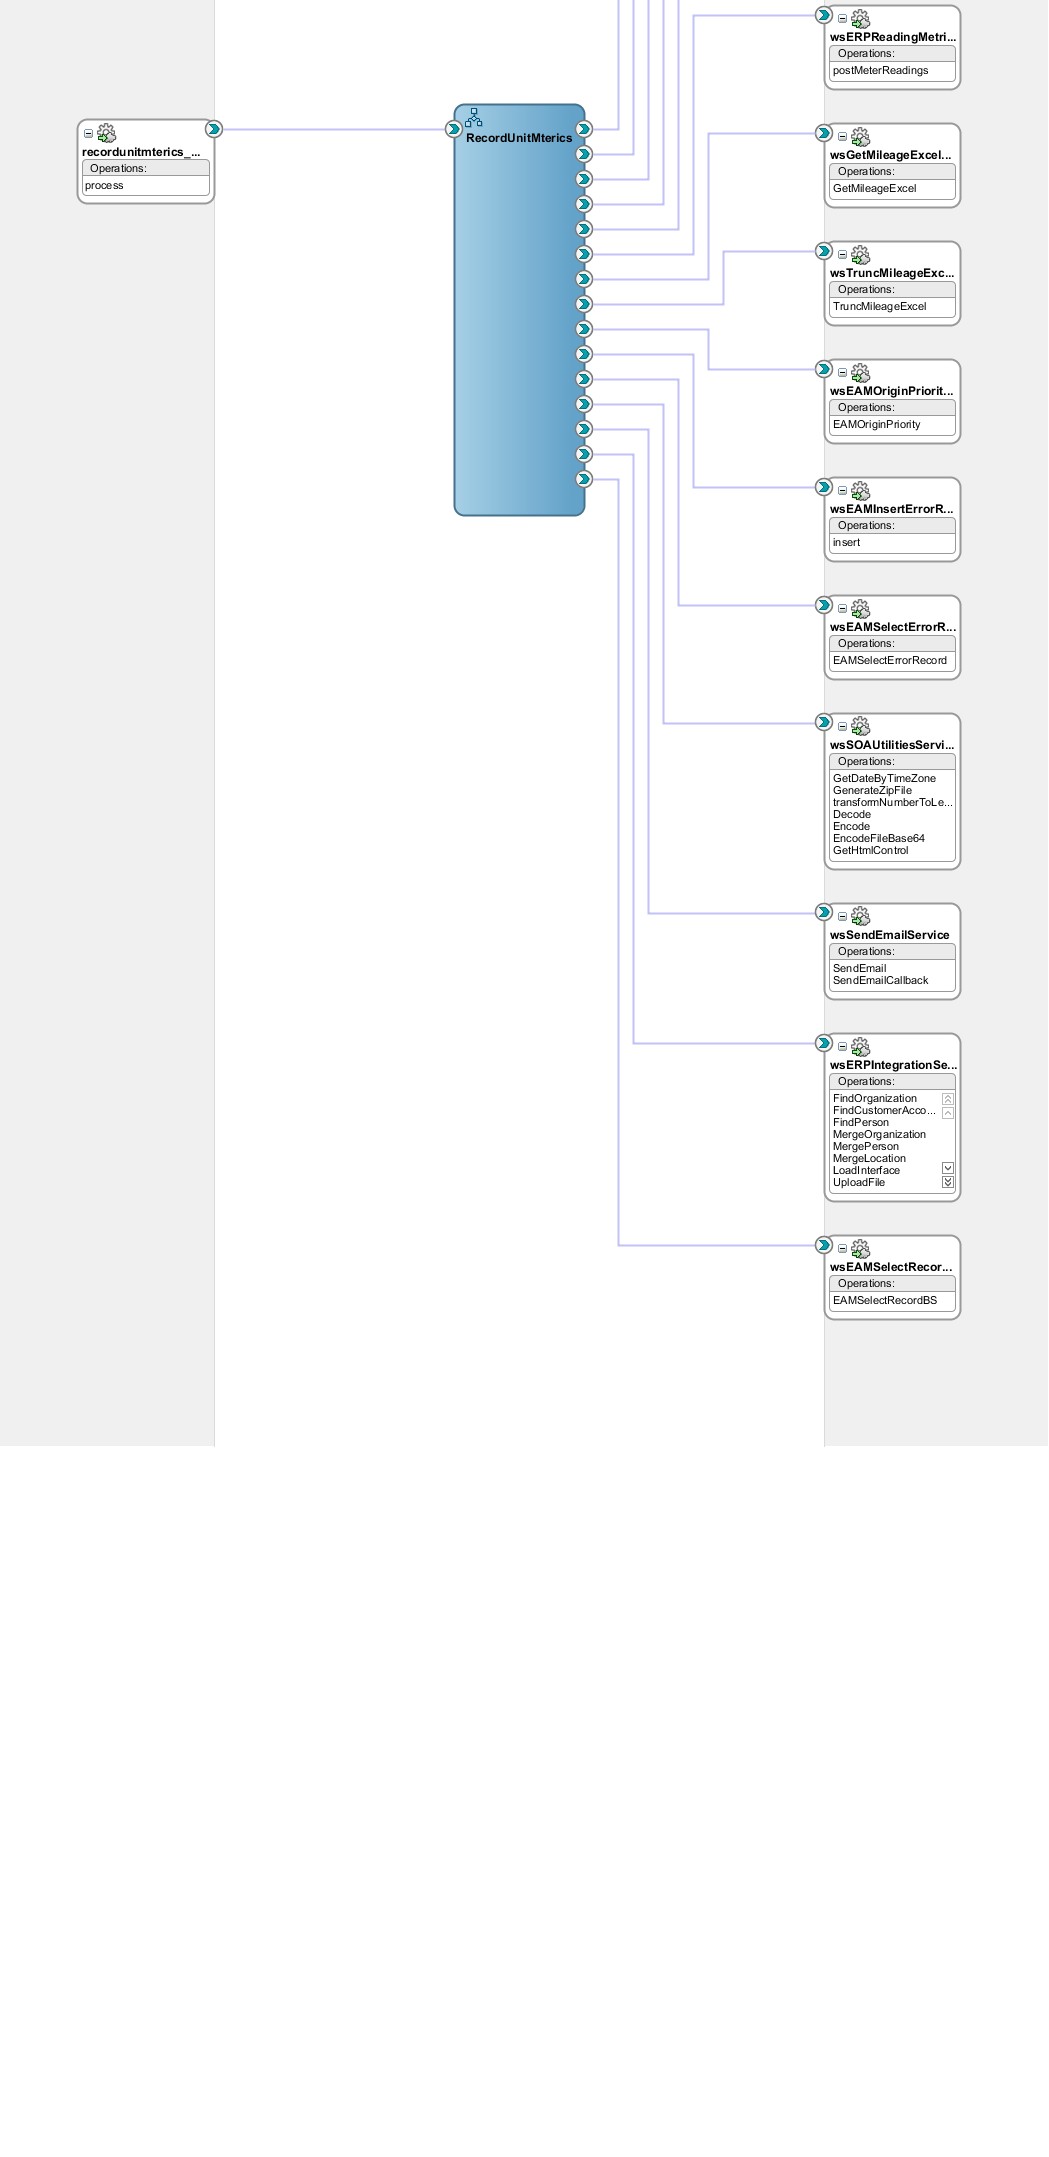 recordunitmterics_...
Operations:
process
RecordUnitMterics
wsERPReadingMetri...
Operations:
postMeterReadings
wsGetMileageExcel...
Operations:
GetMileageExcel
wsTruncMileageExc...
Operations:
TruncMileageExcel
wsEAMOriginPriorit...
Operations:
EAMOriginPriority
wsEAMInsertErrorR...
Operations:
insert
wsEAMSelectErrorR...
Operations:
EAMSelectErrorRecord
wsSOAUtilitiesServi...
Operations:
GetDateByTimeZone
GenerateZipFile
transformNumberToLe...
Decode
Encode
EncodeFileBase64
GetHtmlControl
wsSendEmailService
Operations:
SendEmail
SendEmailCallback
wsERPIntegrationSe...
Operations:
FindOrganization
FindCustomerAcco...
FindPerson
MergeOrganization
MergePerson
MergeLocation
LoadInterface
UploadFile
wsEAMSelectRecor...
Operations:
EAMSelectRecordBS